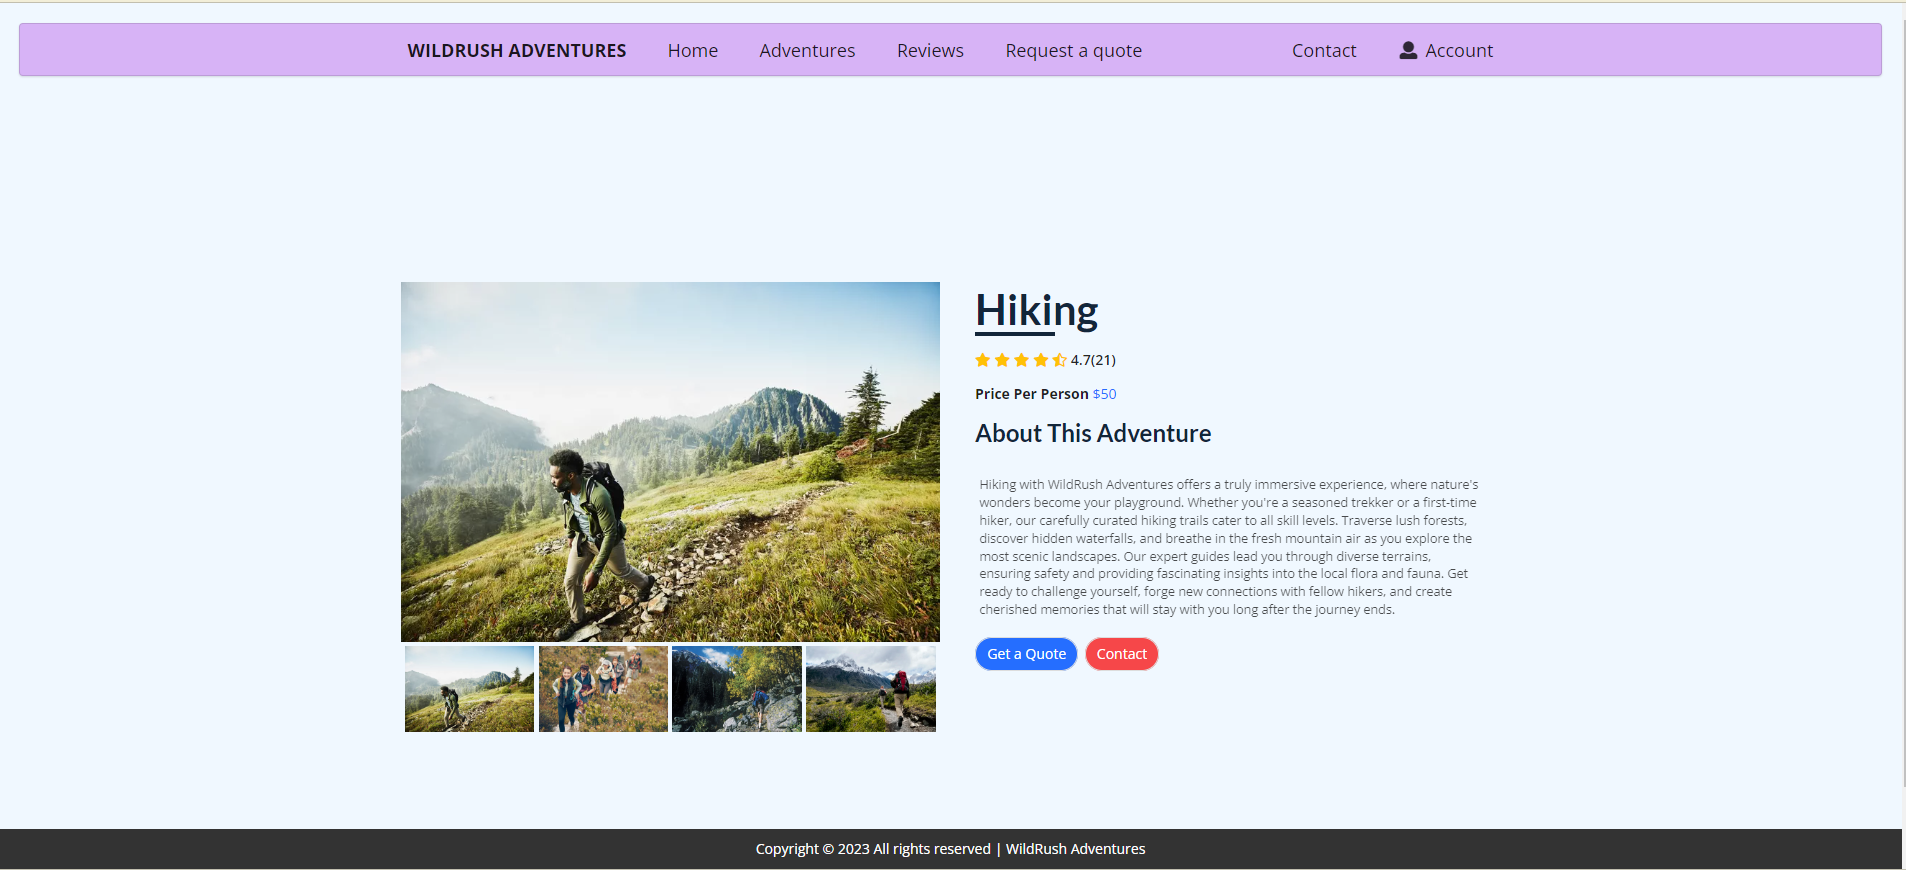 WILDRUSH ADVENTURES Home Adventures Reviews Request a quote Contact Account
Hiking
4.7(21)
Price Per Person $50
About This Adventure
Hiking with WildRush Adventures offers a truly immersive experience, where nature's
wonders become your playground. Whether you're a seasoned trekker or a first-time
hiker, our carefully curated hiking trails cater to all skill levels. Traverse lush forests,
discover hidden waterfalls, and breathe in the fresh mountain air as you explore the
most scenic landscapes. Our expert guides lead you through diverse terrains,
ensuring safety and providing fascinating insights into the local flora and fauna. Get
ready to challenge yourself, forge new connections with fellow hikers, and create
cherished memories that will stay with you long after the journey ends.
Get a Quote Contact
Copyright © 2023 All rights reserved | WildRush Adventures